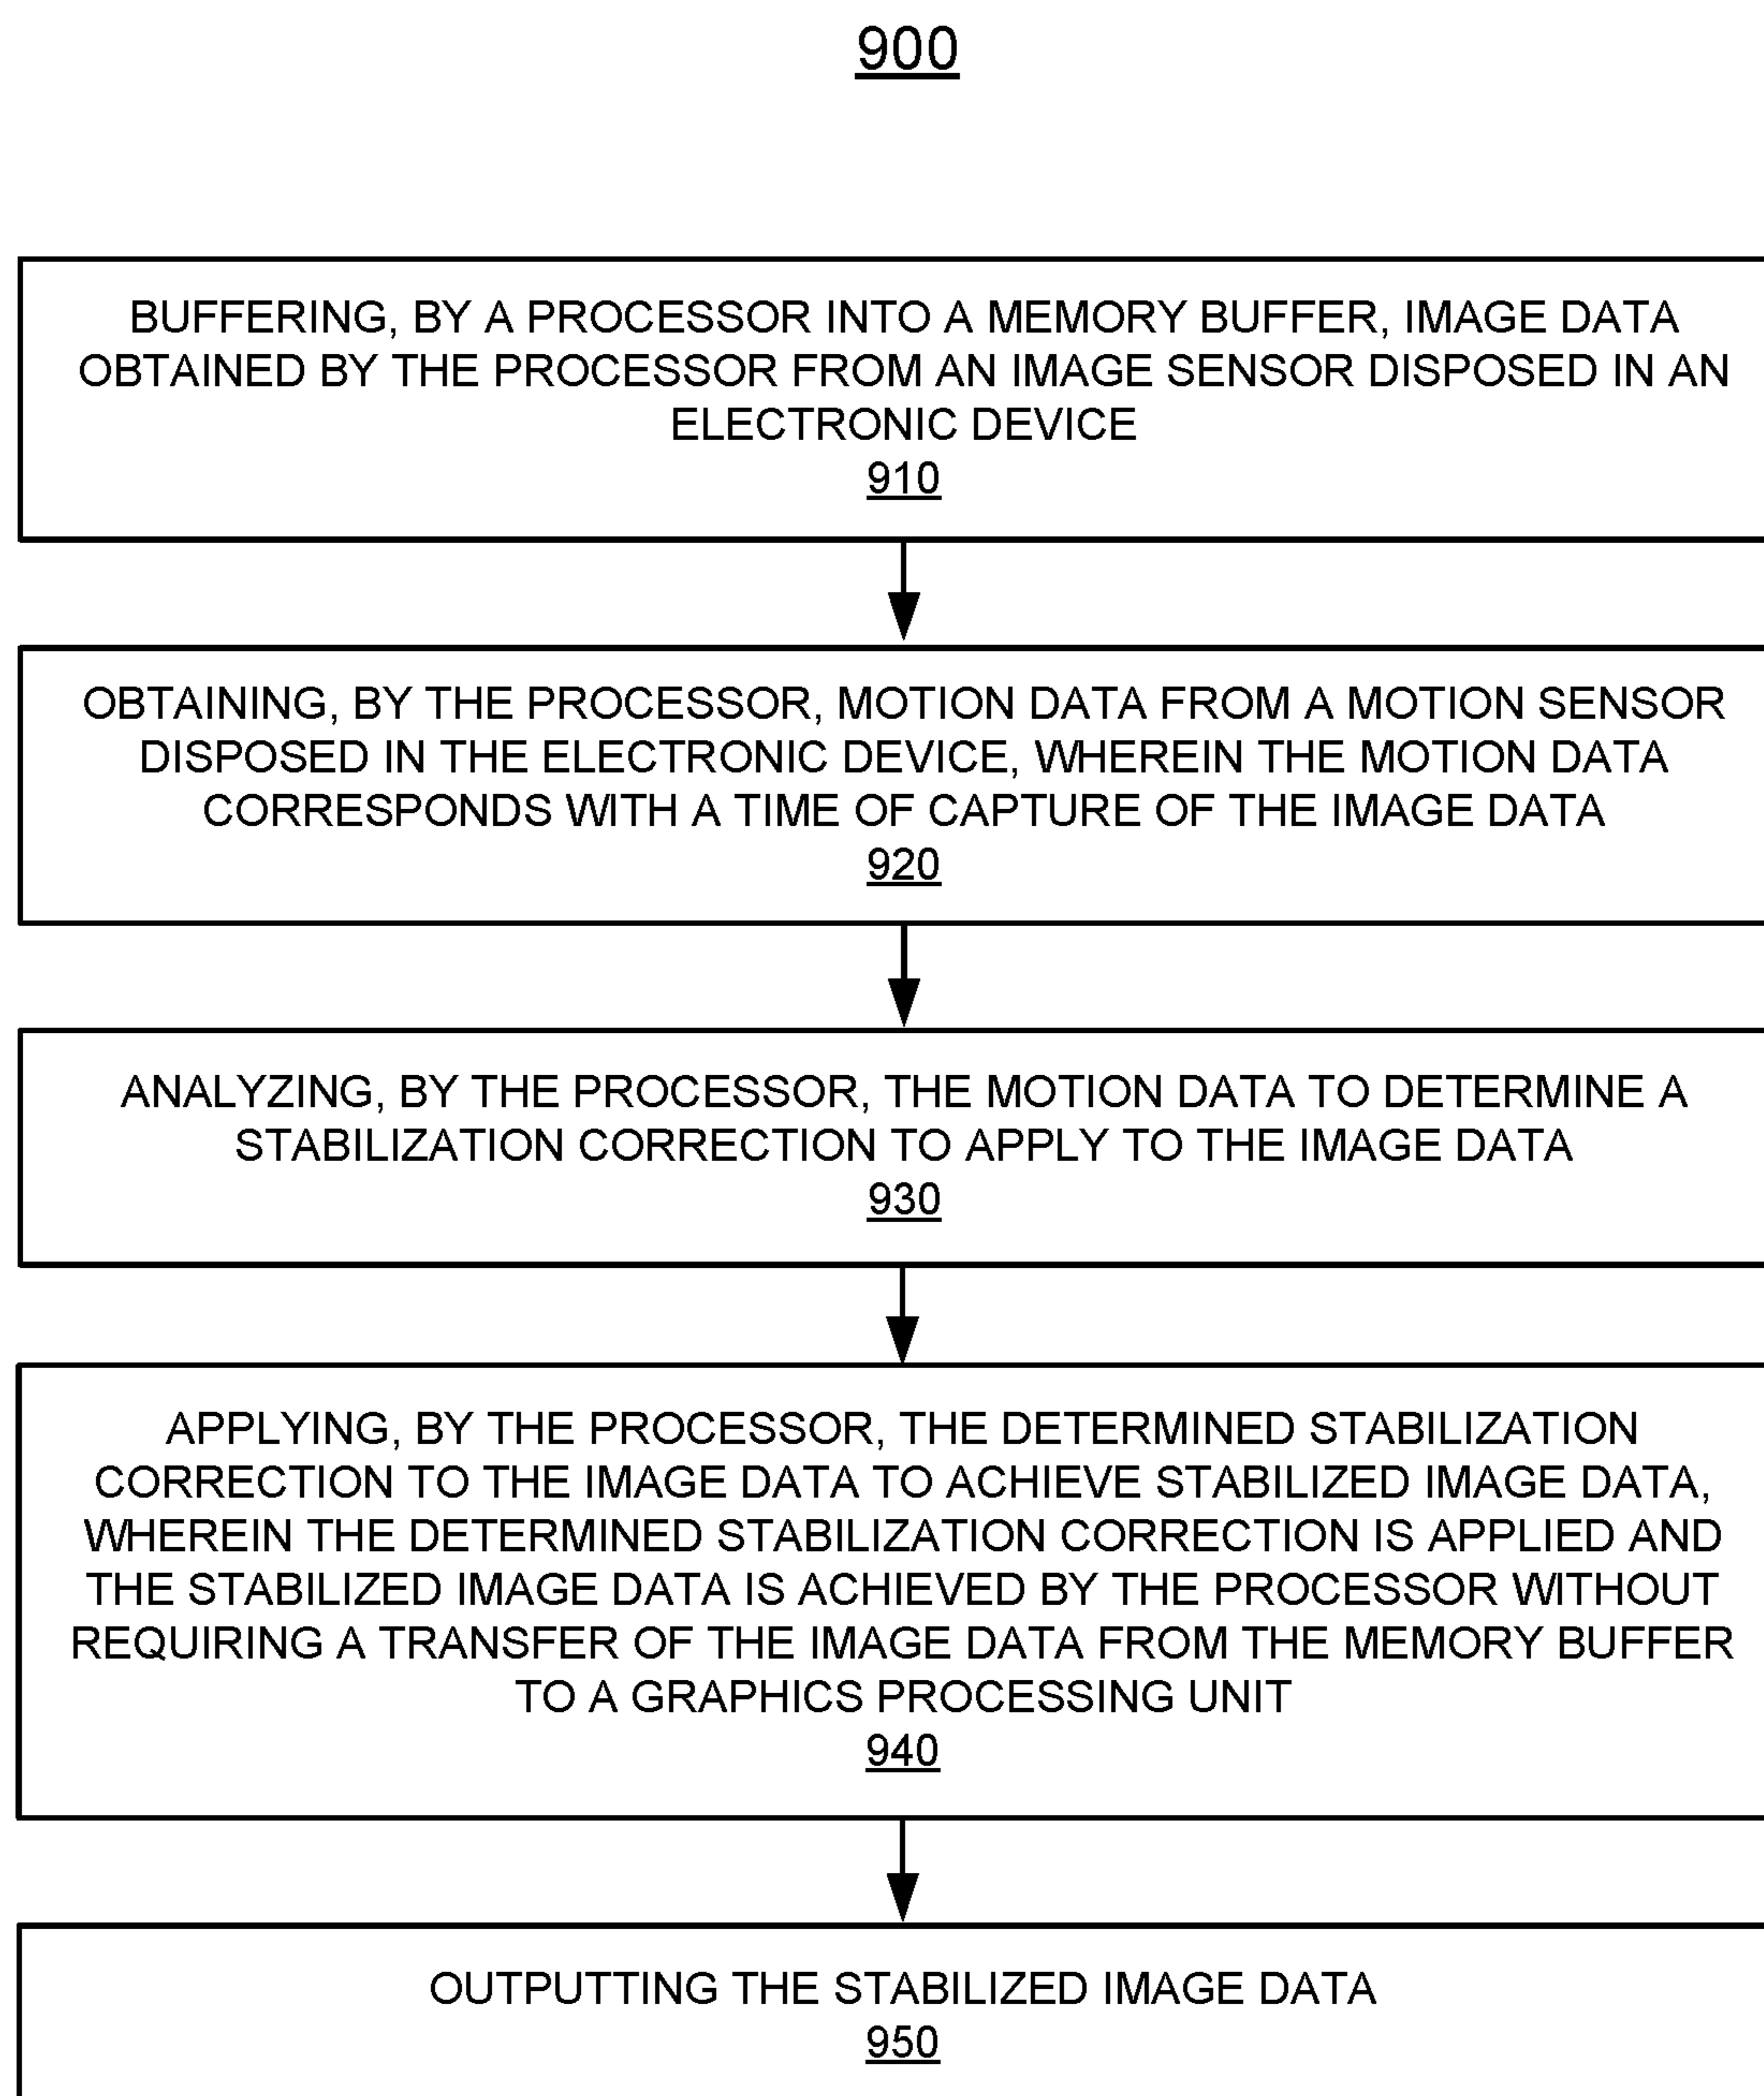 900
BUFFERING, BY A PROCESSOR INTO A MEMORY BUFFER, IMAGE DATA
OBTAINED BY THE PROCESSOR FROM AN IMAGE SENSOR DISPOSED IN AN
ELECTRONIC DEVICE
910
OBTAINING, BY THE PROCESSOR, MOTION DATA FROM A MOTION SENSOR
DISPOSED IN THE ELECTRONIC DEVICE, WHEREIN THE MOTION DATA
CORRESPONDS WITH A TIME OF CAPTURE OF THE IMAGE DATA
920
ANALYZING, BY THE PROCESSOR, THE MOTION DATA TO DETERMINE A
STABILIZATION CORRECTION TO APPLY TO THE IMAGE DATA
930
APPLYING, BY THE PROCESSOR, THE DETERMINED STABILIZATION
CORRECTION TO THE IMAGE DATA TO ACHIEVE STABILIZED IMAGE DATA,
WHEREIN THE DETERMINED STABILIZATION CORRECTION IS APPLIED AND
THE STABILIZED IMAGE DATA IS ACHIEVED BY THE PROCESSOR WITHOUT
REQUIRING A TRANSFER OF THE IMAGE DATA FROM THE MEMORY BUFFER
TO A GRAPHICS PROCESSING UNIT
940
OUTPUTTING THE STABILIZED IMAGE DATA
950